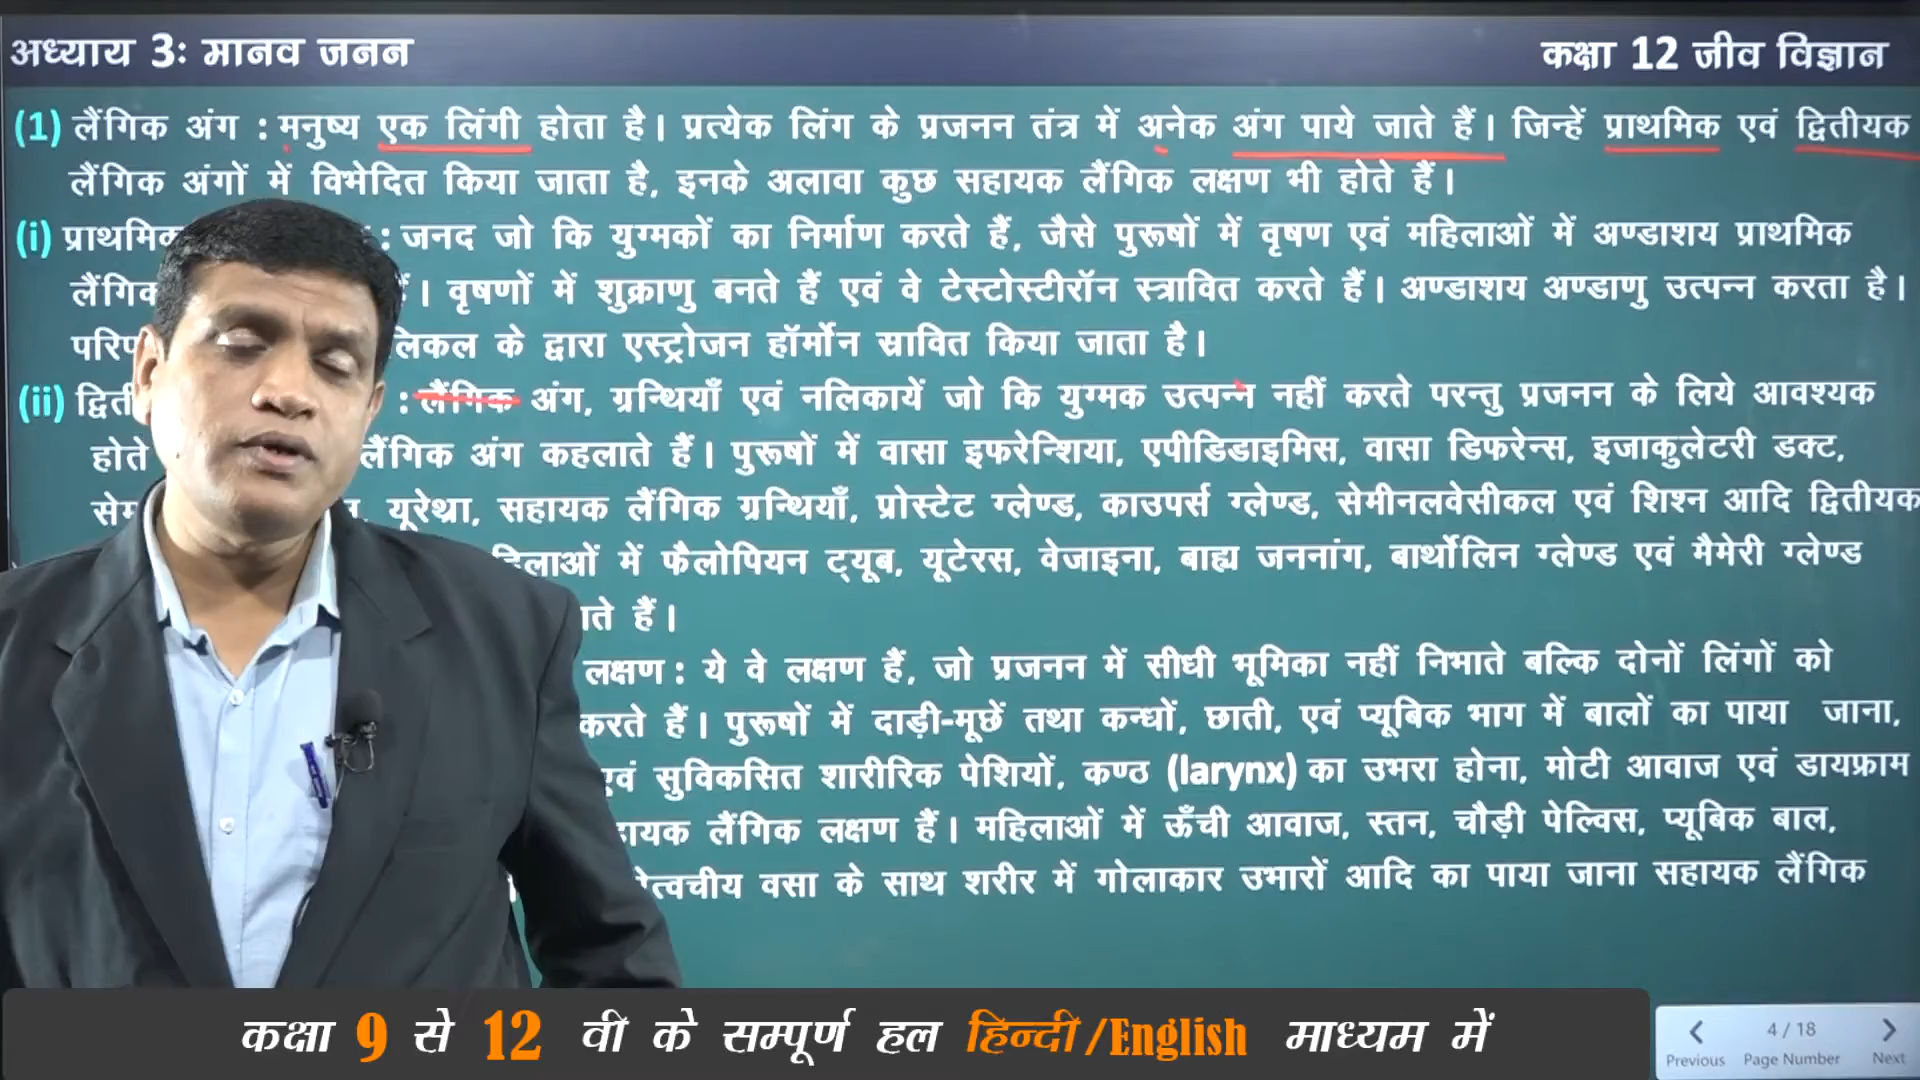 अध्याय 3: मानव जनन
कक्षा 12 जीव विज्ञान
(1) लैंगिक अंग : मनुष्य एक लिंगी होता है। प्रत्येक लिंग के प्रजनन तंत्र में अनेक अंग पाये जाते हैं। जिन्हें प्राथमिक एवं द्वितीयक
लैंगिक अंगों में विभेदित किया जाता है, इनके अलावा कुछ सहायक लैंगिक लक्षण भी होते हैं।
(i) : जनद जो कि युग्मकों का निर्माण करते हैं, जैसे पुरूषों में वृषण एवं महिलाओं में अण्डाशय प्राथमिक
। वृषणों में शुक्राणु बनते हैं एवं वे टेस्टोस्टीरॉन स्त्रावित करते हैं। अण्डाशय अण्डाणु उत्पन्न करता है।
के द्वारा एस्ट्रोजन हॉर्मोन स्रावित किया जाता है।
(ii) : लैंगिक अंग, ग्रन्थियाँ एवं नलिकायें जो कि युग्मक उत्पन्न नहीं करते परन्तु प्रजनन के लिये आवश्यक
होते लैंगिक अंग कहलाते हैं। पुरूषों में वासा इफरेन्शिया, एपीडिडाइमिस, वासा डिफरेन्स, इजाकुलेटरी डक्ट,
यूरेथ्रा, सहायक लैंगिक ग्रन्थियाँ, प्रोस्टेट ग्लेण्ड, काउपर्स ग्लेण्ड, सेमीनलवेसीकल एवं शिश्न आदि द्वितीयक
में फैलोपियन ट्यूब, यूटेरस, वेजाइना, बाह्य जननांग, बार्थोलिन ग्लेण्ड एवं मैमेरी ग्लेण्ड
हैं।
लक्षण : ये वे लक्षण हैं, जो प्रजनन में सीधी भूमिका नहीं निभाते बल्कि दोनों लिंगों को
करते हैं। पुरूषों में दाड़ी-मूछें तथा कन्धों, छाती, एवं प्यूबिक भाग में बालों का पाया जाना,
एवं सुविकसित शारीरिक पेशियों, कण्ठ (larynx) का उभरा होना, मोटी आवाज एवं डायफ्राम
लैंगिक लक्षण हैं। महिलाओं में ऊँची आवाज, स्तन, चौड़ी पेल्विस, प्यूबिक बाल,
वसा के साथ शरीर में गोलाकार उभारों आदि का पाया जाना सहायक लैंगिक
कक्षा 9 से 12 वी के सम्पूर्ण हल हिन्दी/English माध्यम में
4 / 18
Previous Page Number Next